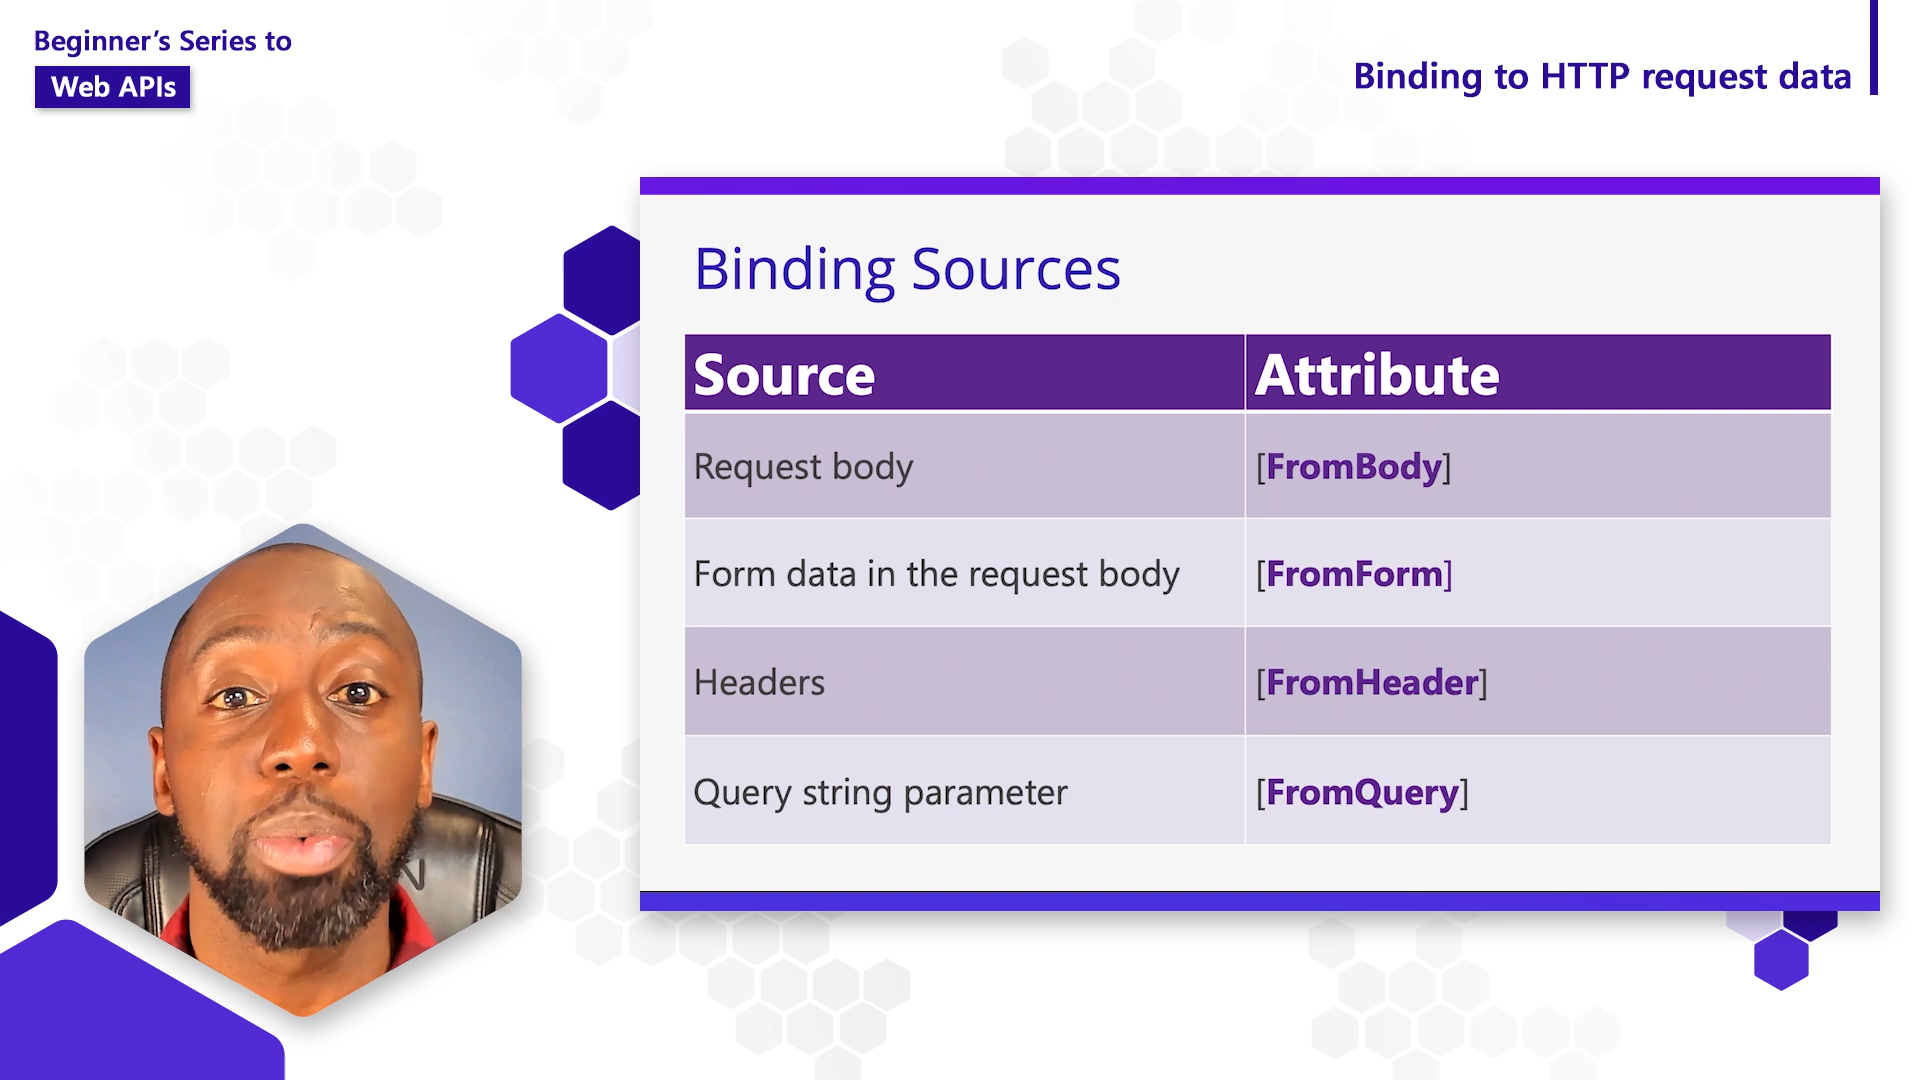 Beginner’s Series to
Web APIs
Binding to HTTP request data
Binding Sources
Source Attribute
Request body [FromBody]
Form data in the request body [FromForm]
Headers [FromHeader]
Query string parameter [FromQuery]